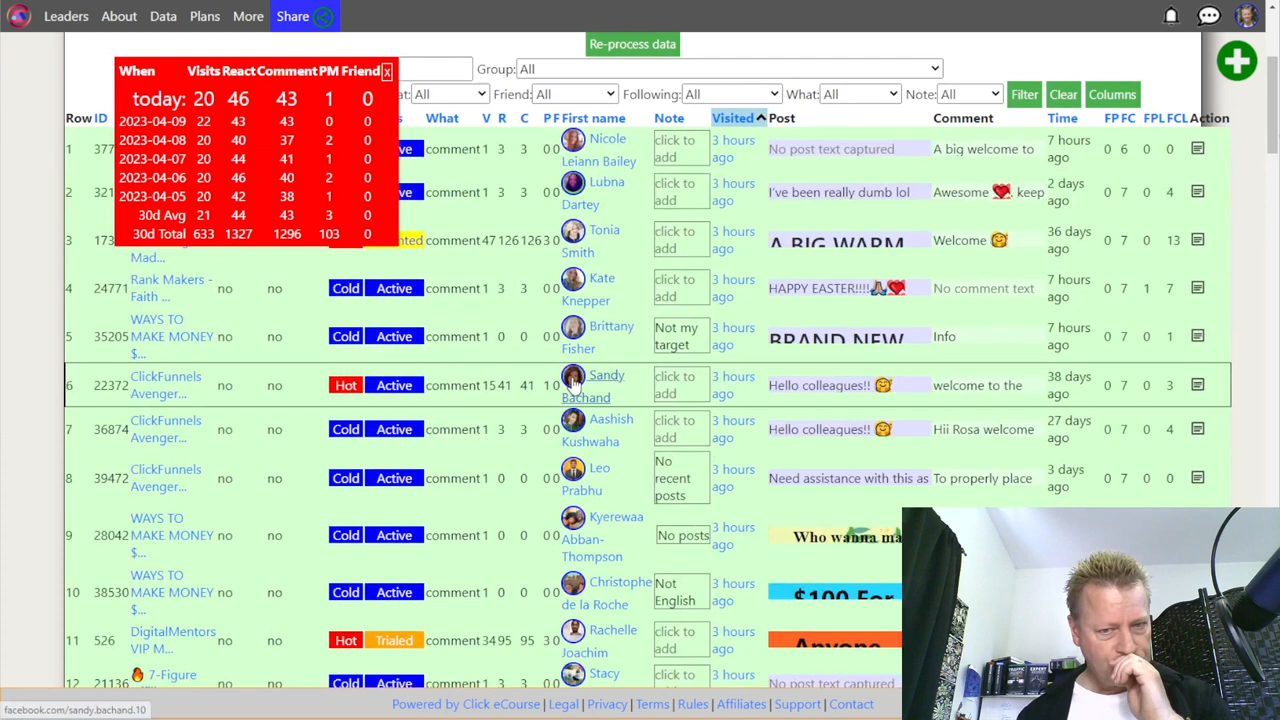 Leaders About Data Plans More Share
Re-process data
Group: All
at: All Friend: All Following: All What: All Note: All Filter Clear Columns
When Visits React Comment PM Friend x
today: 20 46 43 1 0
2023-04-09 22 43 43 0 0
2023-04-08 20 40 37 2 0
2023-04-07 20 44 41 1 0
2023-04-06 20 46 40 2 0
2023-04-05 20 42 38 1 0
30d Avg 21 44 43 3 0
30d Total 633 1327 1296 103 0
Row ID What V R C P F First name Note Visited Post Comment Time FP FC FPL FCL Action
1 377 comment 1 3 3 0 0 Nicole Leiann Bailey click to add 3 hours ago No post text captured A big welcome to 7 hours ago 0 6 0 0
2 321 comment 1 3 3 0 0 Lubna Dartey click to add 3 hours ago I've been really dumb lol Awesome keep 2 days ago 0 7 0 4
3 173 Mad... comment 47 126 126 3 0 Tonia Smith click to add 3 hours ago A BIG WARM Welcome 36 days ago 0 7 0 13
4 24771 Rank Makers - Faith ... no no Cold Active comment 1 3 3 0 0 Kate Knepper click to add 3 hours ago HAPPY EASTER!!!! No comment text 7 hours ago 0 7 1 7
5 35205 WAYS TO MAKE MONEY $... no no Cold Active comment 1 0 0 0 0 Brittany Fisher Not my target 3 hours ago BRAND NEW Info 7 hours ago 0 7 0 1
6 22372 ClickFunnels Avenger... no no Hot Active comment 15 41 41 1 0 Sandy Bachand click to add 3 hours ago Hello colleagues!! welcome to the 38 days ago 0 7 0 3
7 36874 ClickFunnels Avenger... no no Cold Active comment 1 3 3 0 0 Aashish Kushwaha click to add 3 hours ago Hello colleagues!! Hii Rosa welcome 27 days ago 0 7 0 4
8 39472 ClickFunnels Avenger... no no Cold Active comment 1 0 0 0 0 Leo Prabhu No recent posts 3 hours ago Need assistance with this as To properly place 3 days ago 0 7 0 0
9 28042 WAYS TO MAKE MONEY $... no no Cold Active comment 1 0 0 0 0 Kyerewaa Abban-Thompson No posts 3 hours ago Who wanna ma
10 38530 WAYS TO MAKE MONEY $... no no Cold Active comment 1 0 0 0 0 Christophe de la Roche Not English 3 hours ago $100 For
11 526 DigitalMentors VIP M... no no Hot Trialed comment 34 95 95 3 0 Rachelle Joachim click to add 3 hours ago Anyone
12 21136 7-Figure no no Cold Active comment 1 3 3 0 0 Stacy click to 3 hours No post text captured
Powered by Click eCourse | Legal | Privacy | Terms | Rules | Affiliates | Support | Contact
facebook.com/sandy.bachand.10